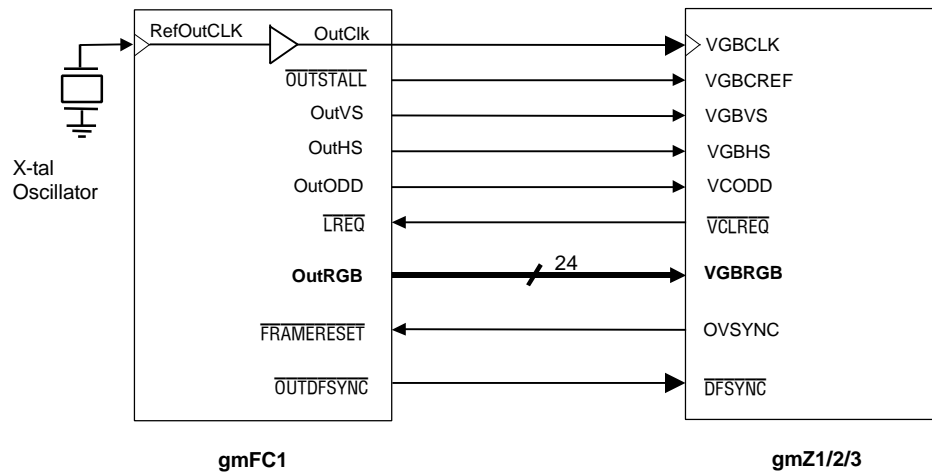 RefOutCLK OutClk VGBCLK
OUTSTALL VGBCREF
OutVS VGBVS
OutHS VGBHS
X-tal
Oscillator
OutODD VCODD
LREQ VCLREQ
OutRGB 24 VGBRGB
FRAMERESET OVSYNC
OUTDFSYNC DFSYNC
gmFC1 gmZ1/2/3